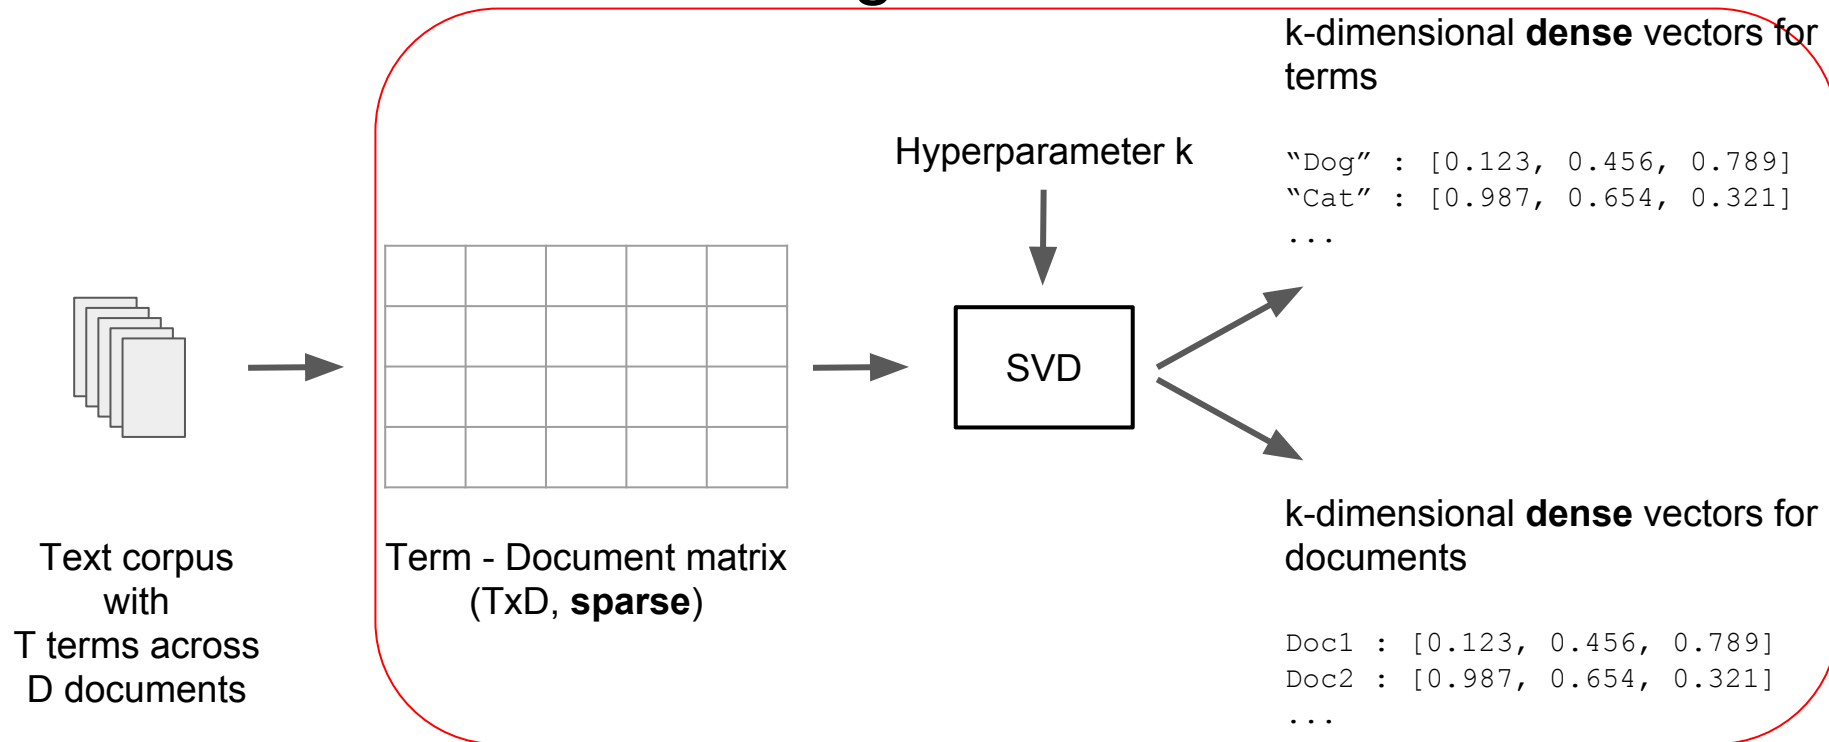 k-dimensional dense vectors for
terms
Hyperparameter k
“Dog” : [0.123, 0.456, 0.789]
“Cat” : [0.987, 0.654, 0.321]
...
SVD
Text corpus
with
T terms across
D documents
Term - Document matrix
(TxD, sparse)
k-dimensional dense vectors for
documents
Doc1 : [0.123, 0.456, 0.789]
Doc2 : [0.987, 0.654, 0.321]
...